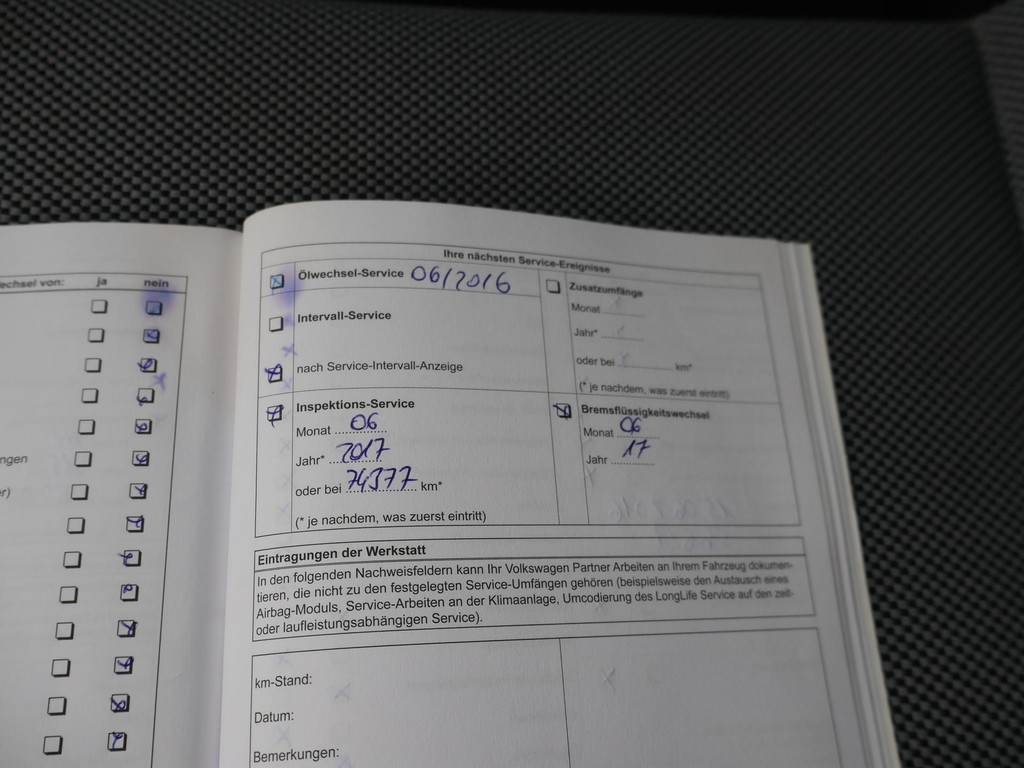 echsel von: ja nein
ngen
r)
Ihre nächsten Service-Ereignisse
Ölwechsel-Service 06/2016
Intervall-Service
nach Service-Intervall-Anzeige
Zusatzumfänge
Monat
Jahr*
oder bei km*
(* je nachdem, was zuerst eintritt)
Inspektions-Service
Monat 06
Jahr* 2017
oder bei 74377 km*
(* je nachdem, was zuerst eintritt)
Bremsflüssigkeitswechsel
Monat 06
Jahr 17
Eintragungen der Werkstatt
In den folgenden Nachweisfeldern kann Ihr Volkswagen Partner Arbeiten an Ihrem Fahrzeug dokumen-
tieren, die nicht zu den festgelegten Service-Umfängen gehören (beispielsweise den Austausch eines
Airbag-Moduls, Service-Arbeiten an der Klimaanlage, Umcodierung des LongLife Service auf den zeit-
oder laufleistungsabhängigen Service).
km-Stand:
Datum:
Bemerkungen: